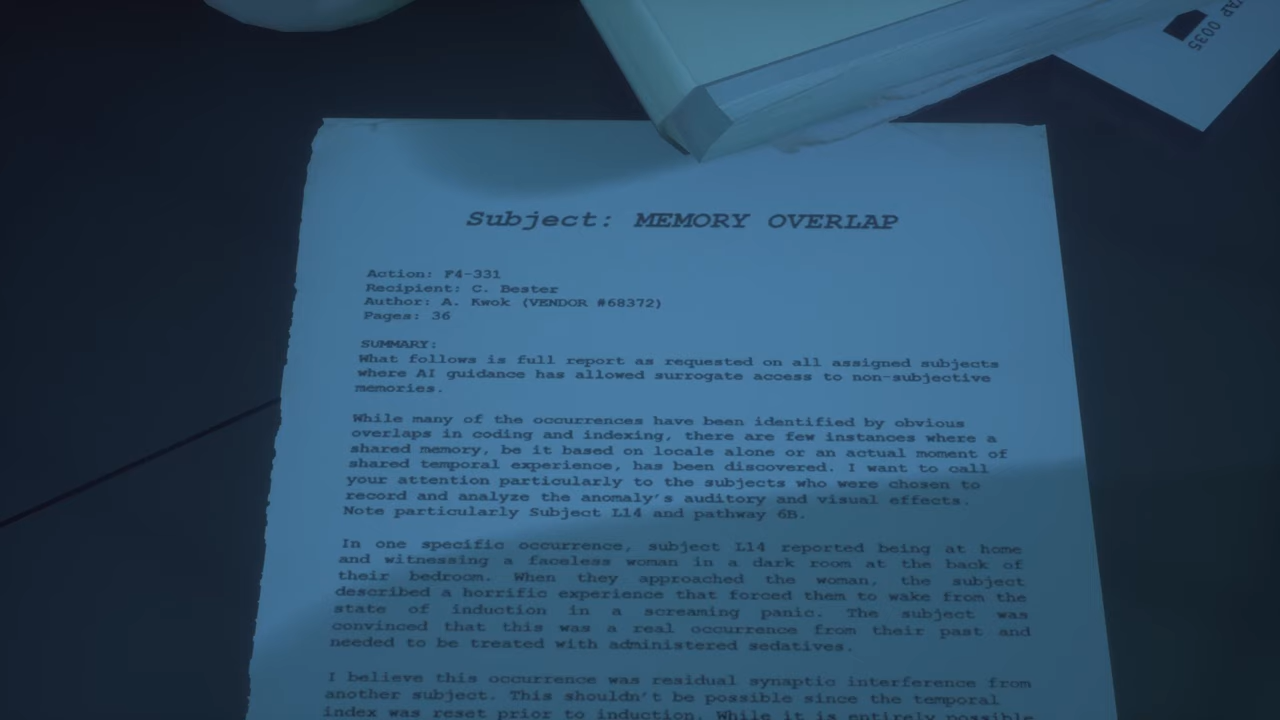 AP 0035
Subject: MEMORY OVERLAP
Action: F4-331
Recipient: C. Bester
Author: A. Kwok (VENDOR #68372)
Pages: 36
SUMMARY:
What follows is full report as requested on all assigned subjects
where AI guidance has allowed surrogate access to non-subjective
memories.
While many of the occurrences have been identified by obvious
overlaps in coding and indexing, there are few instances where a
shared memory, be it based on locale alone or an actual moment of
shared temporal experience, has been discovered. I want to call
your attention particularly to the subjects who were chosen to
record and analyze the anomaly's auditory and visual effects.
Note particularly Subject L14 and pathway 6B.
In one specific occurrence, subject L14 reported being at home
and witnessing a faceless woman in a dark room at the back of
their bedroom. When they approached the woman, the subject
described a horrific experience that forced them to wake from the
state of induction in a screaming panic. The subject was
convinced that this was a real occurrence from their past and
needed to be treated with administered sedatives.
I believe this occurrence was residual synaptic interference from
another subject. This shouldn't be possible since the temporal
index was reset prior to induction. While it is entirely possible